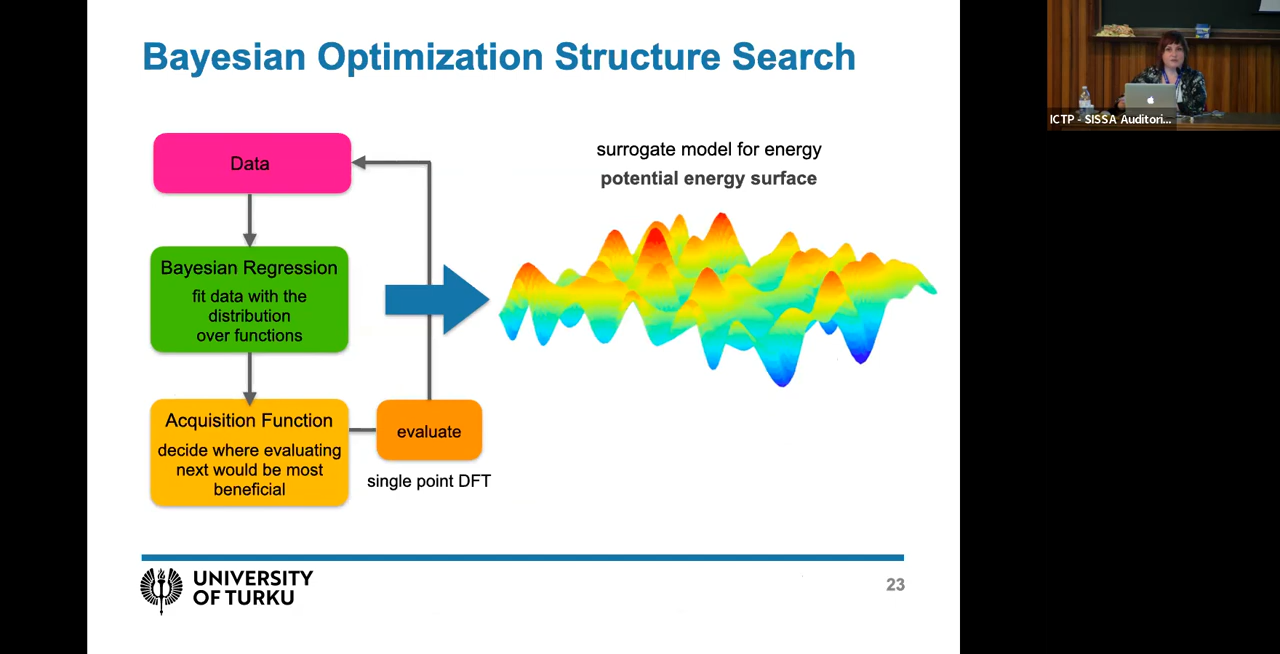 Bayesian Optimization Structure Search
Data
Bayesian Regression
fit data with the
distribution
over functions
Acquisition Function
decide where evaluating
next would be most
beneficial
evaluate
single point DFT
surrogate model for energy
potential energy surface
UNIVERSITY
OF TURKU
23
ICTP - SISSA Auditori...